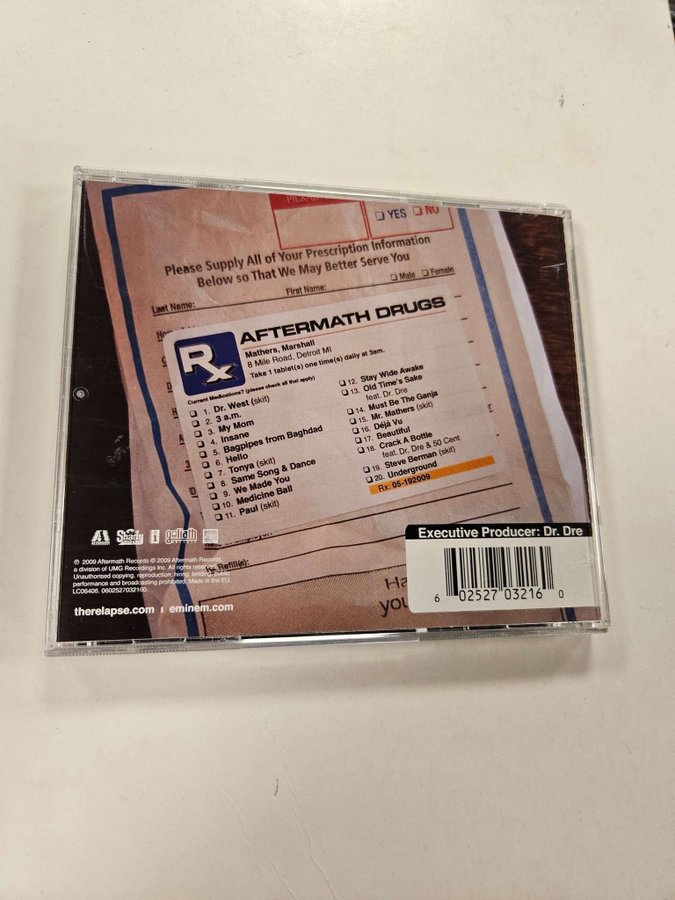 PICK-U
YES NO
Please Supply All of Your Prescription Information
Below so That We May Better Serve You
Male Female
Last Name: First Name:
Rx
AFTERMATH DRUGS
Mathers, Marshall
8 Mile Road, Detroit MI
Take 1 tablet(s) one time(s) daily at 3am.
Current Medications? (please check all that apply)
1. Dr. West (skit)
2. 3 a.m.
3. My Mom
4. Insane
5. Bagpipes from Baghdad
6. Hello
7. Tonya (skit)
8. Same Song & Dance
9. We Made You
10. Medicine Ball
11. Paul (skit)
12. Stay Wide Awake
13. Old Time's Sake
feat. Dr. Dre
14. Must Be The Ganja
15. Mr. Mathers (skit)
16. Déjà Vu
17. Beautiful
18. Crack A Bottle
feat. Dr. Dre & 50 Cent
19. Steve Berman (skit)
20. Underground
Rx: 05-192009
Refill(s):
Ha
you
Shady
goliath
℗ 2009 Aftermath Records © 2009 Aftermath Records,
a division of UMG Recordings Inc. All rights reserved.
Unauthorised copying, reproduction, hiring, lending, public
performance and broadcasting prohibited. Made in the EU.
LC06406. 0602527032160.
therelapse.com | eminem.com
Executive Producer: Dr. Dre
6 02527 03216 0